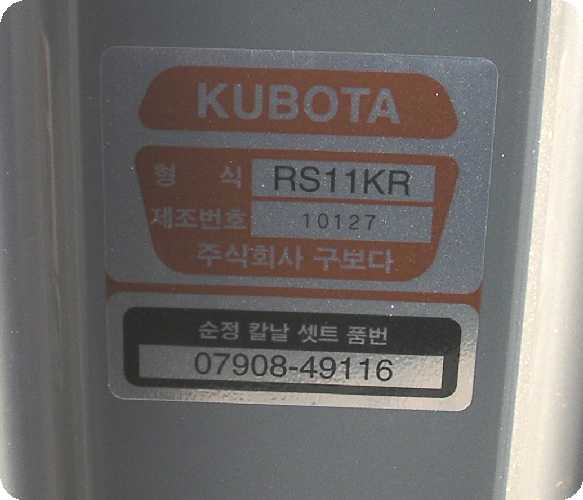 KUBOTA
형 식 RS11KR
제조번호 10127
주식회사 구보다
순정 칼날 셋트 품번
07908-49116